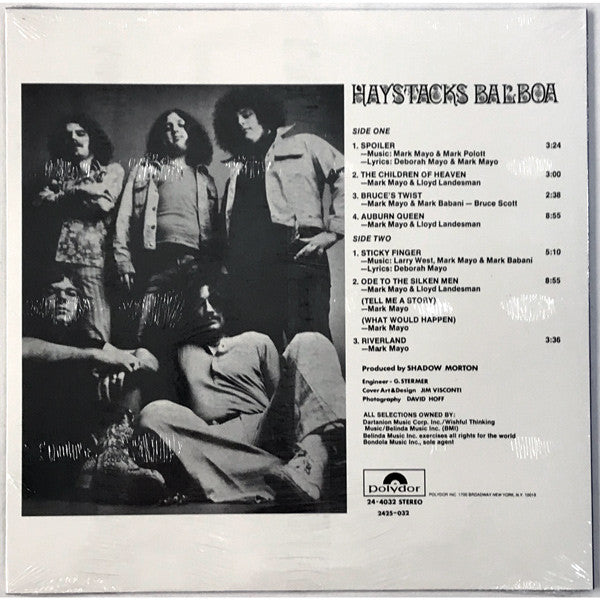 HAYSTACKS BALBOA
SIDE ONE
1. SPOILER 3:24
—Music: Mark Mayo & Mark Polott
—Lyrics: Deborah Mayo & Mark Mayo
2. THE CHILDREN OF HEAVEN 3:00
—Mark Mayo & Lloyd Landesman
3. BRUCE'S TWIST 2:38
—Mark Mayo & Mark Babani — Bruce Scott
4. AUBURN QUEEN 8:55
—Mark Mayo & Lloyd Landesman
SIDE TWO
1. STICKY FINGER 5:10
—Music: Larry West, Mark Mayo & Mark Babani
—Lyrics: Deborah Mayo
2. ODE TO THE SILKEN MEN 8:55
—Mark Mayo & Lloyd Landesman
(TELL ME A STORY)
—Mark Mayo
(WHAT WOULD HAPPEN)
—Mark Mayo
3. RIVERLAND 3:36
—Mark Mayo
Produced by SHADOW MORTON
Engineer - G. STERMER
Cover Art & Design JIM VISCONTI
Photography DAVID HOFF
ALL SELECTIONS OWNED BY:
Dartanion Music Corp. Inc./Wishful Thinking
Music/Belinda Music Inc. (BMI)
Belinda Music Inc. exercises all rights for the world
Bondola Music Inc., sole agent
polydor
POLYDOR INC. 1700 BROADWAY NEW YORK, N.Y. 10019
24-4032 STEREO
2425-032